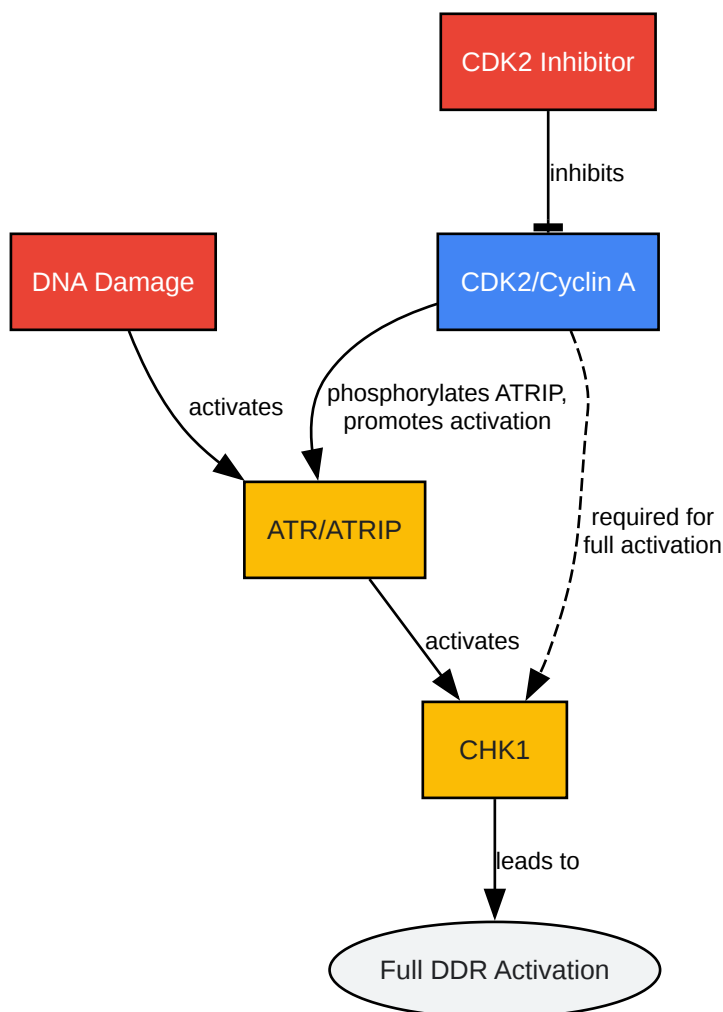 CDK2 Inhibitor
inhibits
DNA Damage
CDK2/Cyclin A
activates
phosphorylates ATRIP,
promotes activation
required for
full activation
ATR/ATRIP
activates
CHK1
leads to
Full DDR Activation